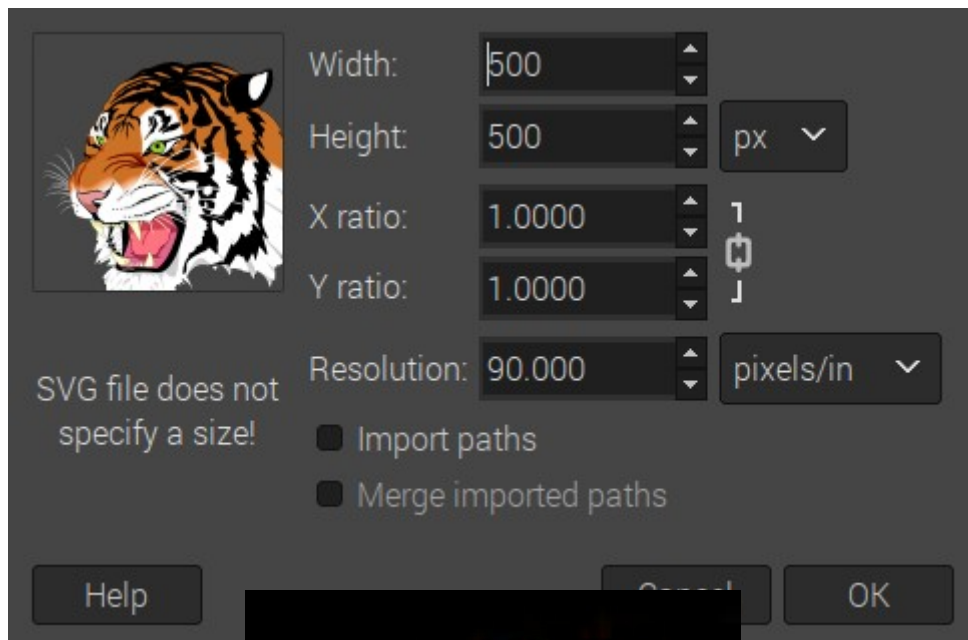 Width: 500
Height: 500 px
X ratio: 1.0000
Y ratio: 1.0000
Resolution: 90.000 pixels/in
SVG file does not
specify a size!
Import paths
Merge imported paths
Help Cancel OK